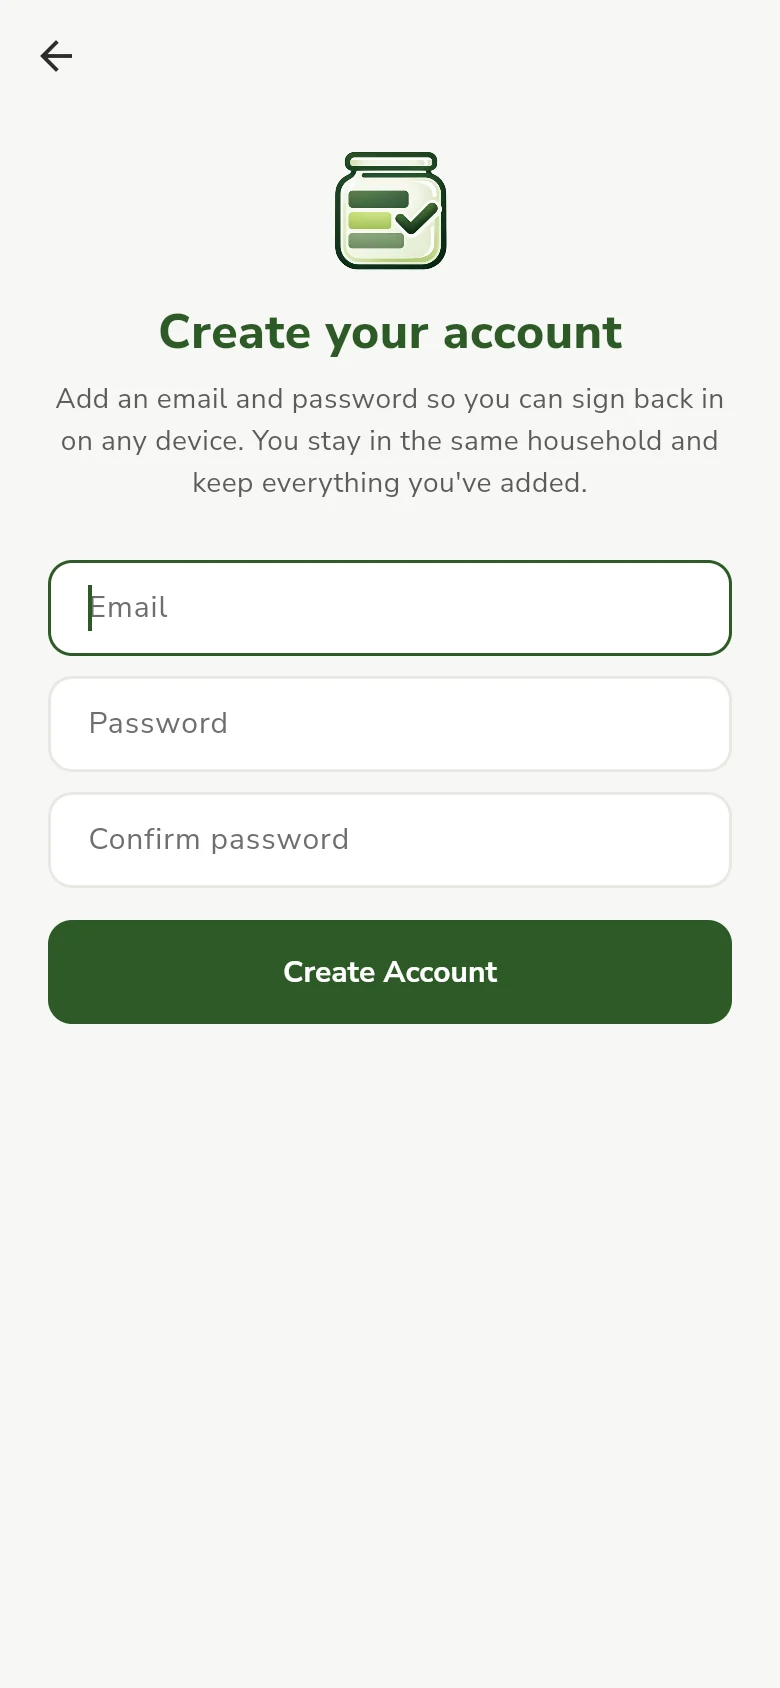 Create your account
Add an email and password so you can sign back in
on any device. You stay in the same household and
keep everything you've added.
Email
Password
Confirm password
Create Account